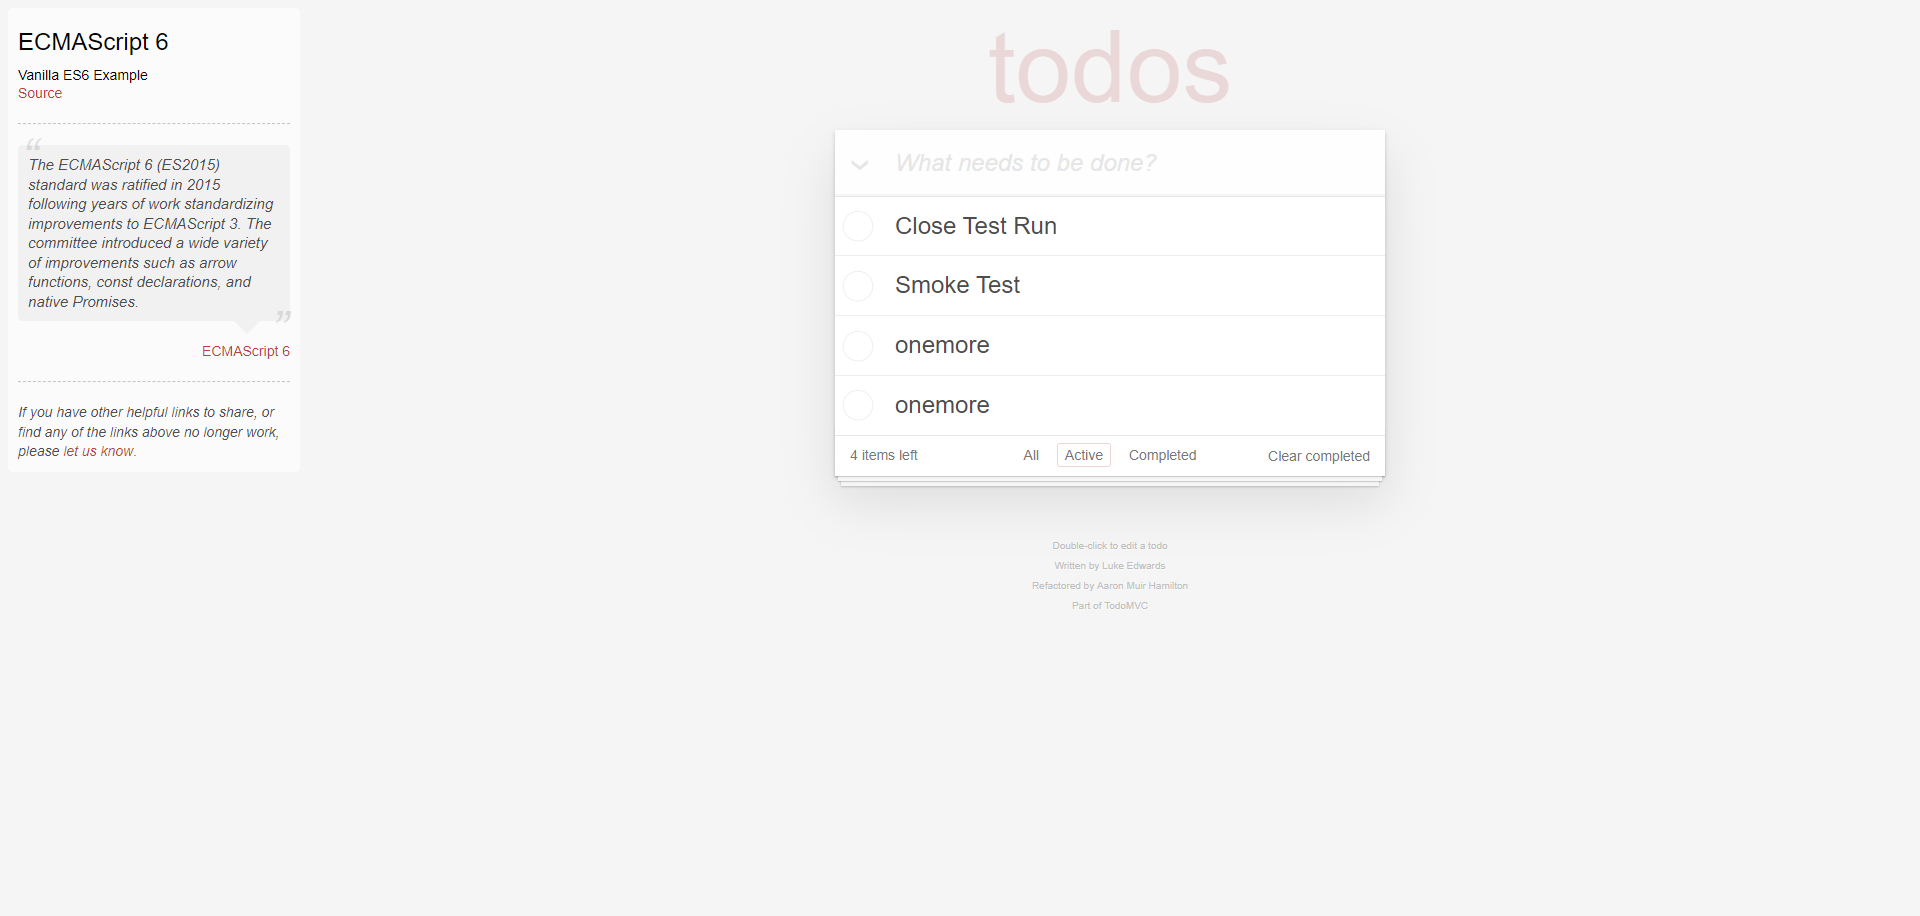 ECMAScript 6
Vanilla ES6 Example
Source
“
The ECMAScript 6 (ES2015)
standard was ratified in 2015
following years of work standardizing
improvements to ECMAScript 3. The
committee introduced a wide variety
of improvements such as arrow
functions, const declarations, and
native Promises.
”
ECMAScript 6
If you have other helpful links to share, or
find any of the links above no longer work,
please let us know.
todos
What needs to be done?
Close Test Run
Smoke Test
onemore
onemore
4 items left All Active Completed Clear completed
Double-click to edit a todo
Written by Luke Edwards
Refactored by Aaron Muir Hamilton
Part of TodoMVC